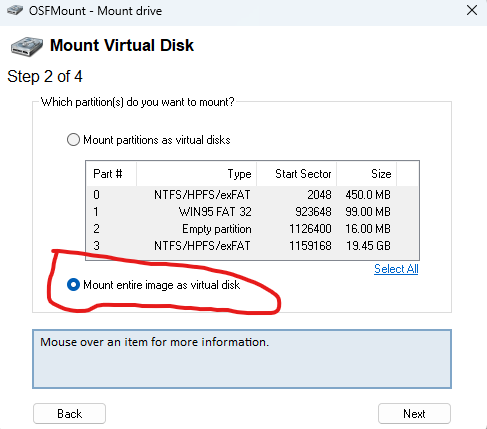 OSFMount - Mount drive
Mount Virtual Disk
Step 2 of 4
Which partition(s) do you want to mount?
Mount partitions as virtual disks
Part # Type Start Sector Size
0 NTFS/HPFS/exFAT 2048 450.0 MB
1 WIN95 FAT 32 923648 99.00 MB
2 Empty partition 1126400 16.00 MB
3 NTFS/HPFS/exFAT 1159168 19.45 GB
Select All
Mount entire image as virtual disk
Mouse over an item for more information.
Back Next